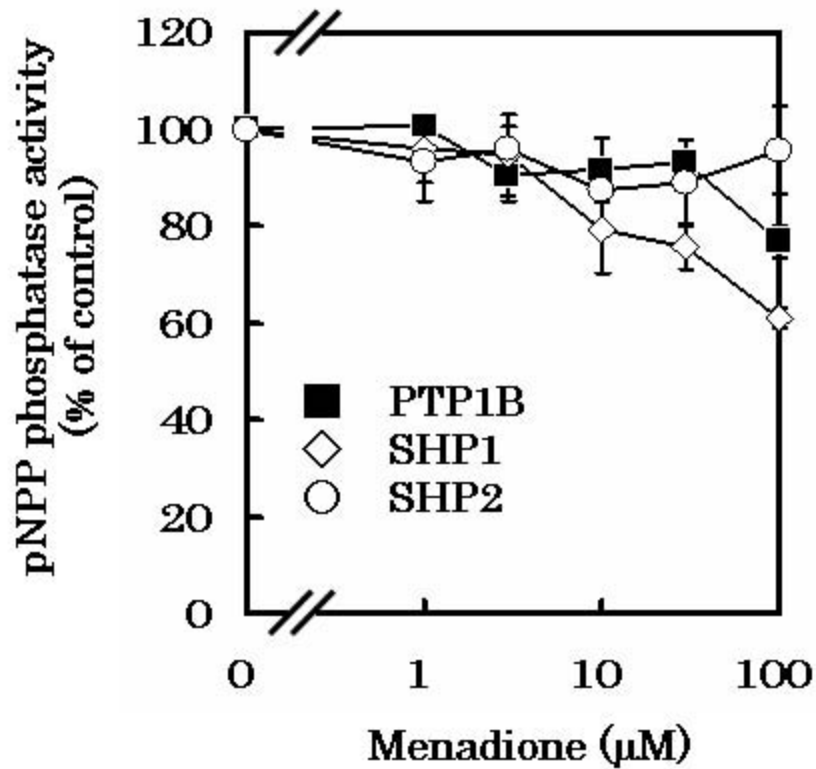 pNPP phosphatase activity
(% of control)
120
100
80
60
40
20
0
PTP1B
SHP1
SHP2
0 1 10 100
Menadione (µM)